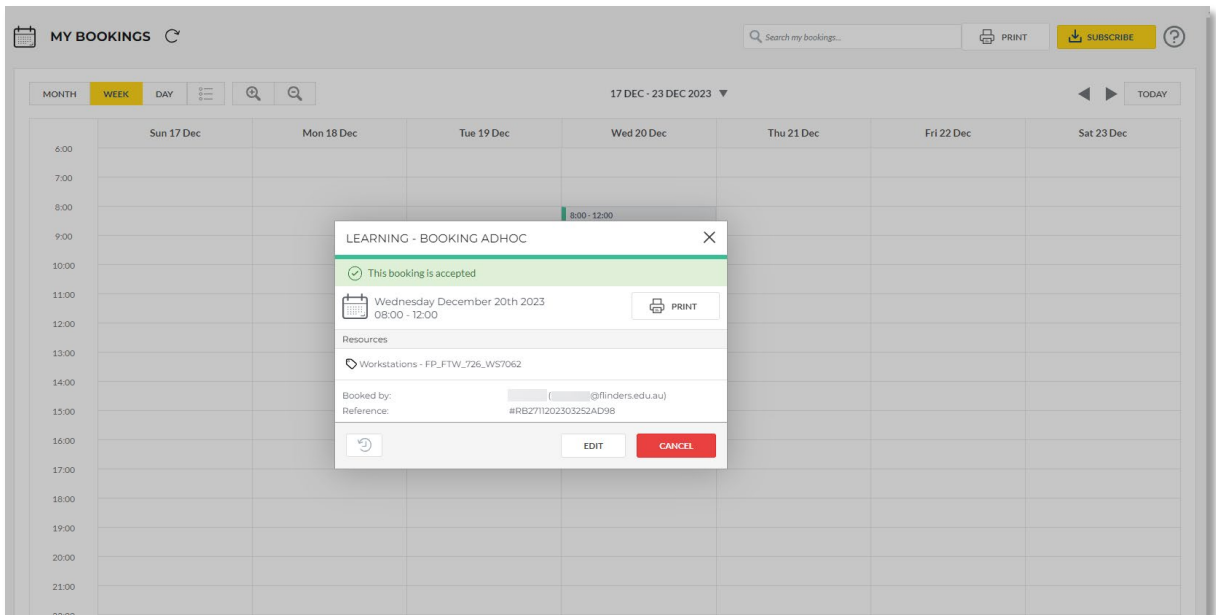 MY BOOKINGS
Search my bookings...
PRINT
SUBSCRIBE
?
MONTH WEEK DAY
17 DEC - 23 DEC 2023
TODAY
Sun 17 Dec Mon 18 Dec Tue 19 Dec Wed 20 Dec Thu 21 Dec Fri 22 Dec Sat 23 Dec
6:00
7:00
8:00
8:00 - 12:00
9:00
10:00
11:00
12:00
13:00
14:00
15:00
16:00
17:00
18:00
19:00
20:00
21:00
LEARNING - BOOKING ADHOC
This booking is accepted
Wednesday December 20th 2023
08:00 - 12:00
PRINT
Resources
Workstations - FP_FTW_726_WS7062
Booked by: ( @flinders.edu.au)
Reference: #RB2711202303252AD98
EDIT CANCEL